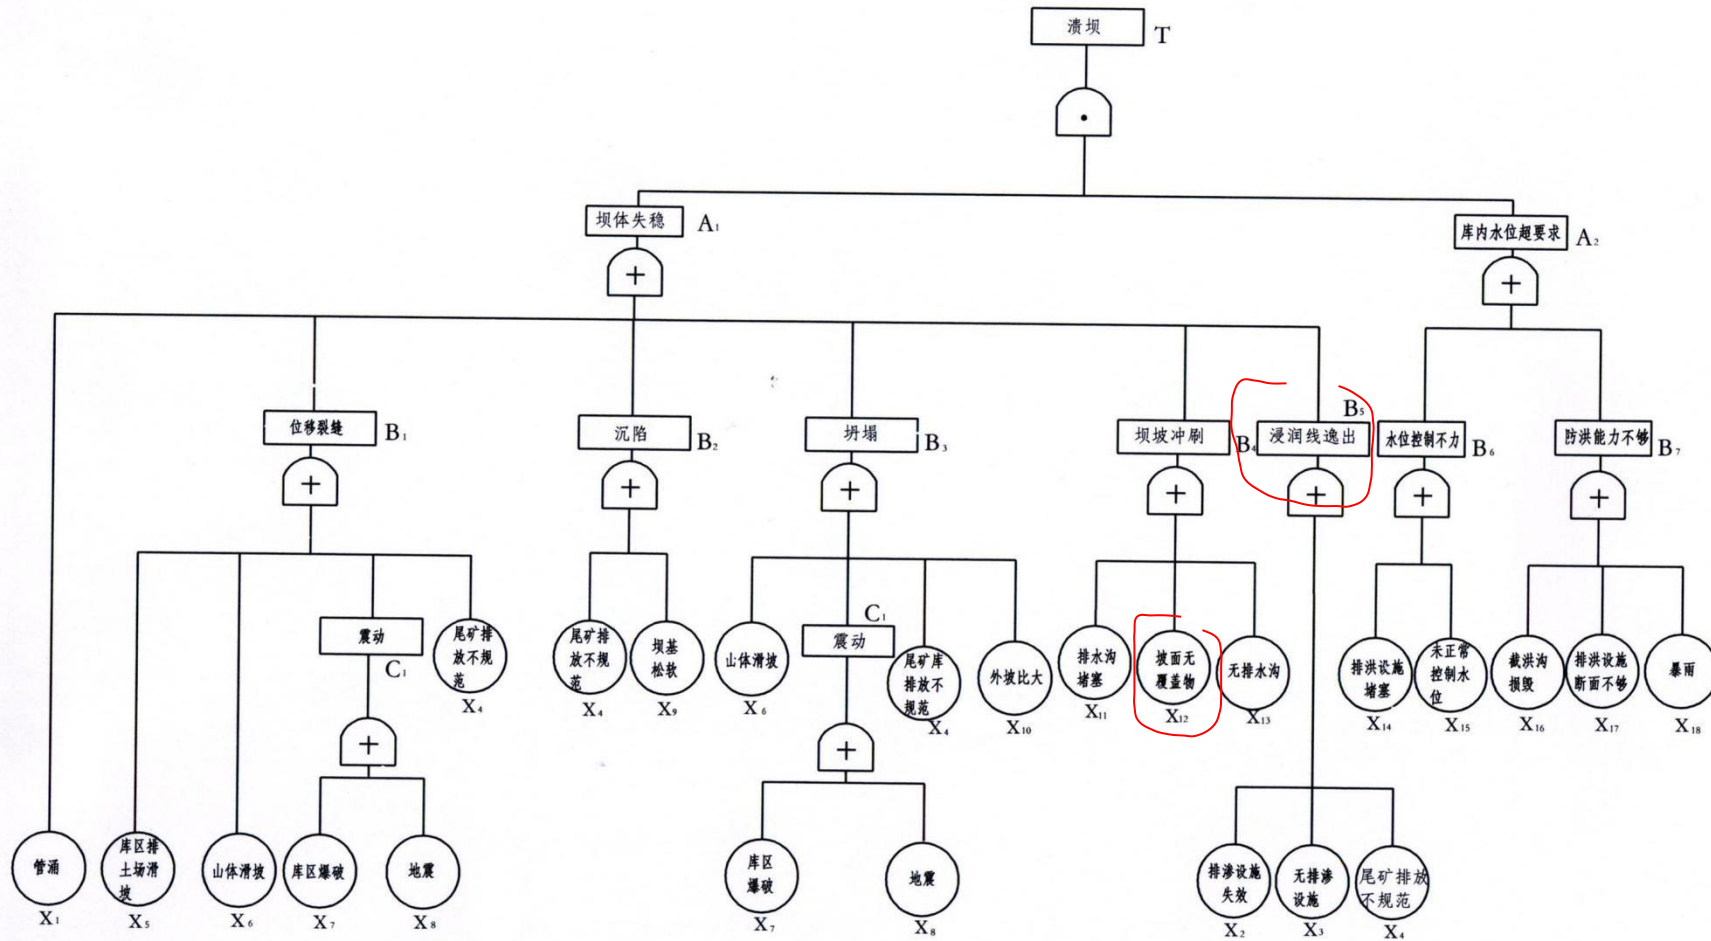 溃坝
T
坝体失稳
A₁
库内水位超要求
A₂
位移裂缝
B₁
沉陷
B₂
坍塌
B₃
坝坡冲刷
B₄
浸润线逸出
B₅
水位控制不力
B₆
防洪能力不够
B₇
震动
C₁
尾矿排
放不规
范
X₄
尾矿排
放不规
范
X₄
坝基
松软
X₉
山体滑坡
X₆
震动
C₁
尾矿库
排放不
规范
X₄
外坡比大
X₁₀
排水沟
堵塞
X₁₁
坡面无
覆盖物
X₁₂
无排水沟
X₁₃
排洪设施
堵塞
X₁₄
未正常
控制水
位
X₁₅
截洪沟
损毁
X₁₆
排洪设施
断面不够
X₁₇
暴雨
X₁₈
管涌
X₁
库区排
土场滑
坡
X₅
山体滑坡
X₆
库区爆破
X₇
地震
X₈
库区
爆破
X₇
地震
X₈
排渗设施
失效
X₂
无排渗
设施
X₃
尾矿排放
不规范
X₄